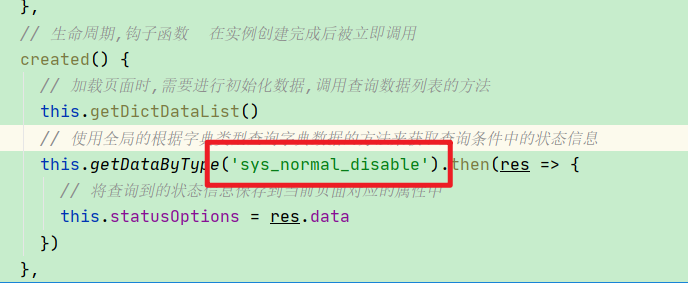 },
// 生命周期,钩子函数  在实例创建完成后被立即调用
created() {
// 加载页面时,需要进行初始化数据,调用查询数据列表的方法
this.getDictDataList()
// 使用全局的根据字典类型查询字典数据的方法来获取查询条件中的状态信息
this.getDataByType('sys_normal_disable').then(res => {
// 将查询到的状态信息保存到当前页面对应的属性中
this.statusOptions = res.data
})
},